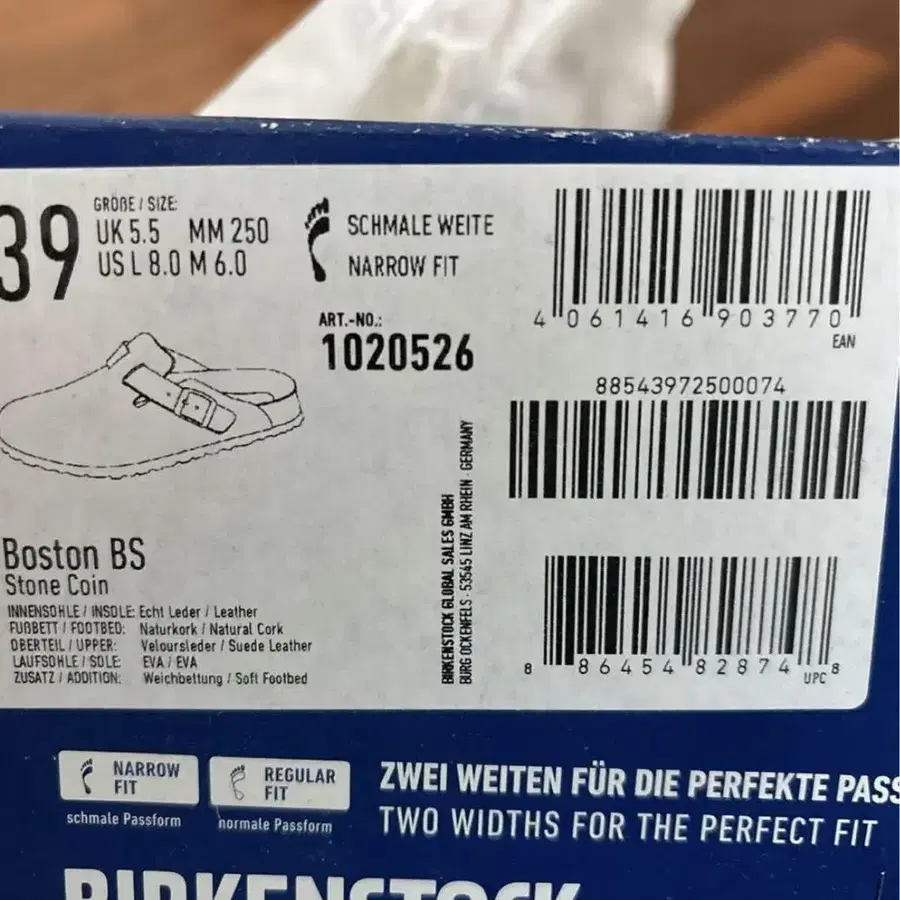 39
GRÖßE / SIZE:
UK 5.5 MM 250
US L 8.0 M 6.0
SCHMALE WEITE
NARROW FIT
ART.-NO.:
1020526
4 061416 903770
EAN
88543972500074
BIRKENSTOCK GLOBAL SALES GMBH
BURG OCKENFELS · 53545 LINZ AM RHEIN · GERMANY
Boston BS
Stone Coin
INNENSOHLE / INSOLE: Echt Leder / Leather
FUßBETT / FOOTBED: Naturkork / Natural Cork
OBERTEIL / UPPER: Veloursleder / Suede Leather
LAUFSOHLE / SOLE: EVA / EVA
ZUSATZ / ADDITION: Weichbettung / Soft Footbed
8 86454 82874 8
UPC
NARROW
FIT
schmale Passform
REGULAR
FIT
normale Passform
ZWEI WEITEN FÜR DIE PERFEKTE PASS
TWO WIDTHS FOR THE PERFECT FIT
BIRKENSTOCK